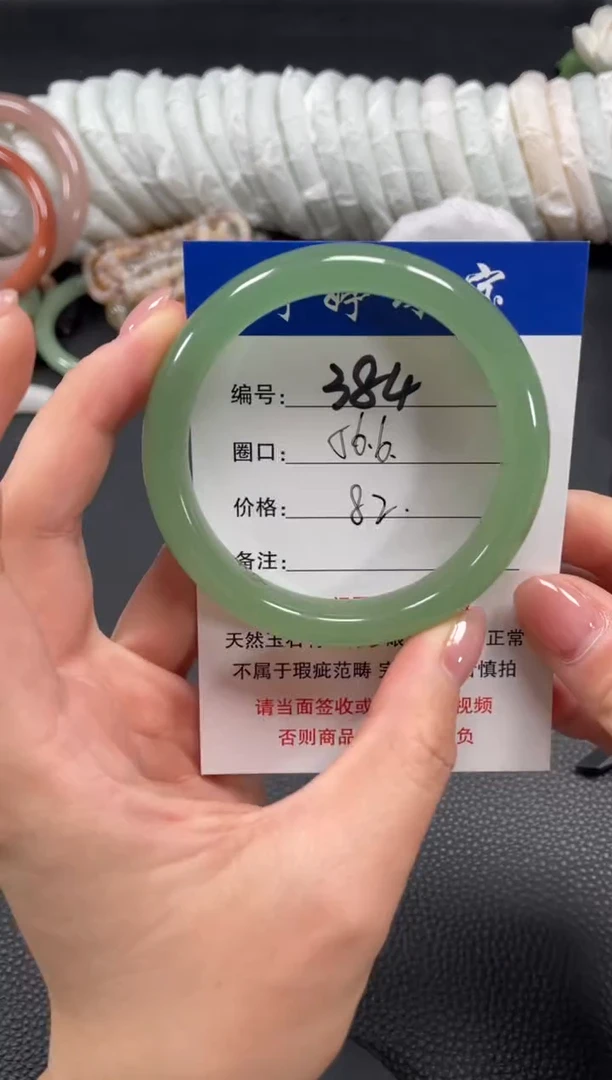 婷
编号: 384
圈口: 56.6.
价格: 82.
备注:
天然玉石 正常
不属于瑕疵范畴 慎拍
请当面签收或 视频
否则商品 负